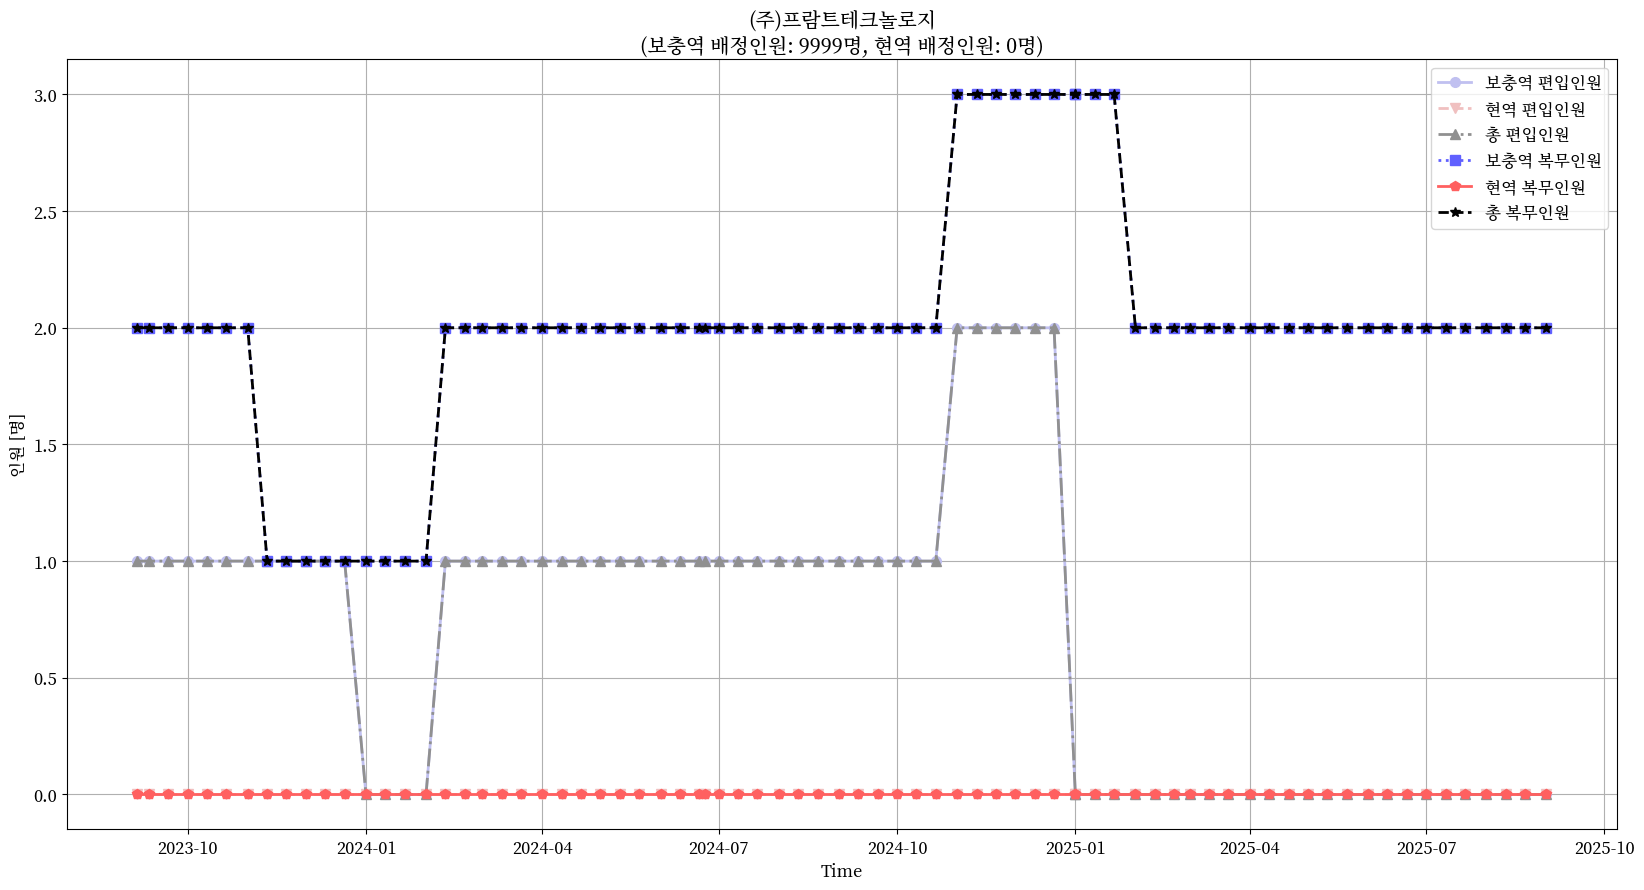 (주)프람트테크놀로지
(보충역 배정인원: 9999명, 현역 배정인원: 0명)
보충역 편입인원
현역 편입인원
총 편입인원
보충역 복무인원
현역 복무인원
총 복무인원
인원 [명]
3.0
2.5
2.0
1.5
1.0
0.5
0.0
2023-10
2024-01
2024-04
2024-07
2024-10
2025-01
2025-04
2025-07
2025-10
Time